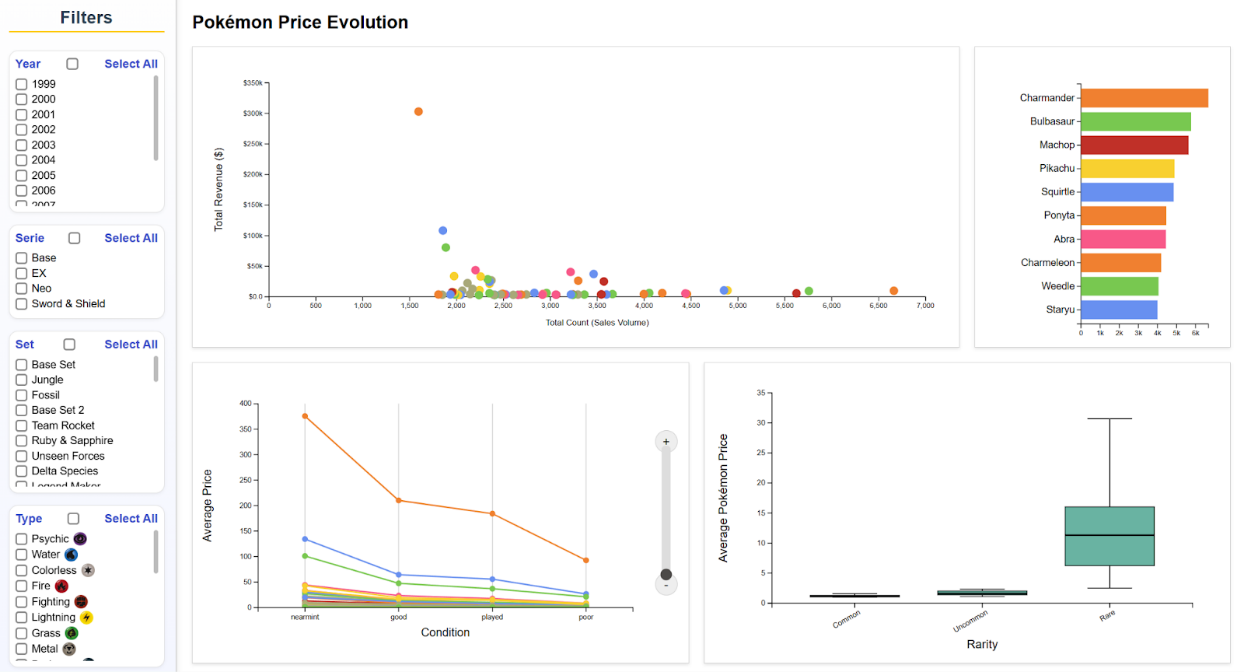 Filters
Year Select All
1999
2000
2001
2002
2003
2004
2005
2006
2007
Serie Select All
Base
EX
Neo
Sword & Shield
Set Select All
Base Set
Jungle
Fossil
Base Set 2
Team Rocket
Ruby & Sapphire
Unseen Forces
Delta Species
Legend Maker
Type Select All
Psychic
Water
Colorless
Fire
Fighting
Lightning
Grass
Metal
Pokémon Price Evolution
$350k
$300k
$250k
$200k
$150k
$100k
$50k
$0.0
Total Revenue ($)
0 500 1,000 1,500 2,000 2,500 3,000 3,500 4,000 4,500 5,000 5,500 6,000 6,500 7,000
Total Count (Sales Volume)
Charmander
Bulbasaur
Machop
Pikachu
Squirtle
Ponyta
Abra
Charmeleon
Weedle
Staryu
0 1k 2k 3k 4k 5k 6k
400
350
300
250
200
150
100
50
0
Average Price
nearmint good played poor
Condition
+
-
35
30
25
20
15
10
5
0
Average Pokémon Price
Common Uncommon Rare
Rarity